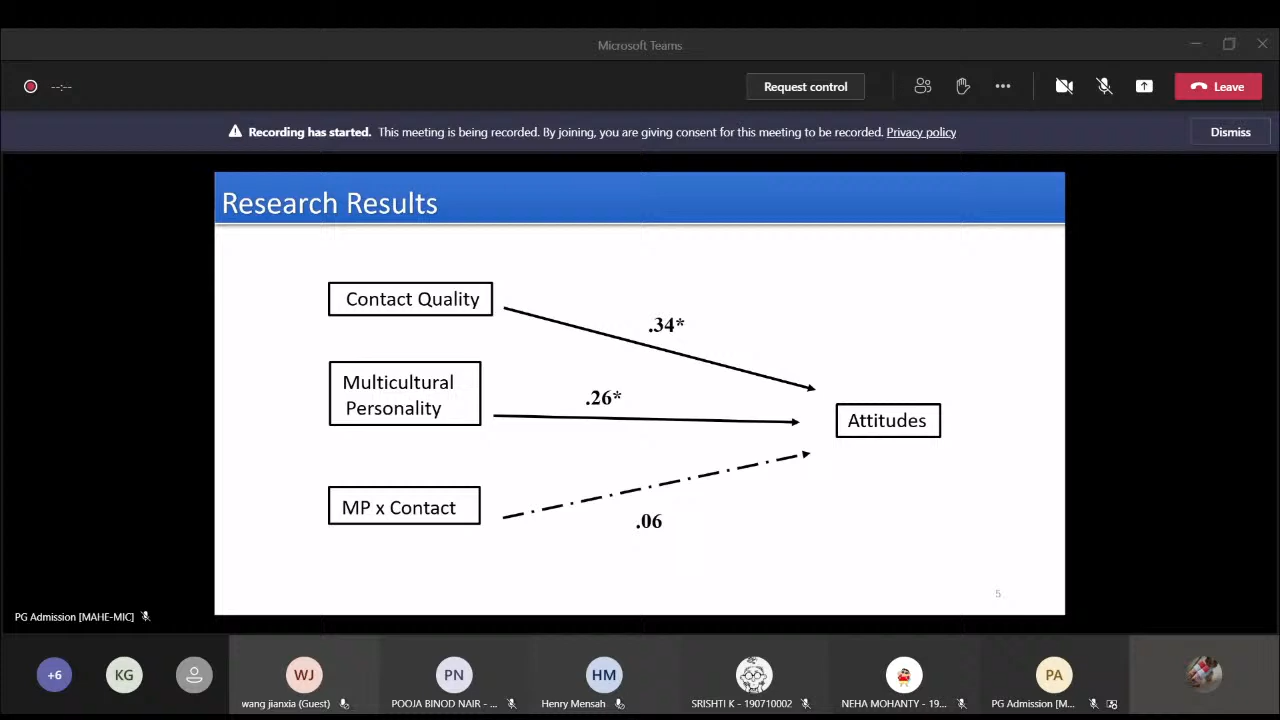 Microsoft Teams
--:--
Request control
Leave
Recording has started. This meeting is being recorded. By joining, you are giving consent for this meeting to be recorded. Privacy policy
Dismiss
Research Results
Contact Quality
.34*
Multicultural
Personality
.26*
Attitudes
MP x Contact
.06
5
PG Admission [MAHE-MIC]
+6
KG
WJ
PN
HM
PA
wang jianxia (Guest)
POOJA BINOD NAIR - ...
Henry Mensah
SRISHTI K - 190710002
NEHA MOHANTY - 19...
PG Admission [M...